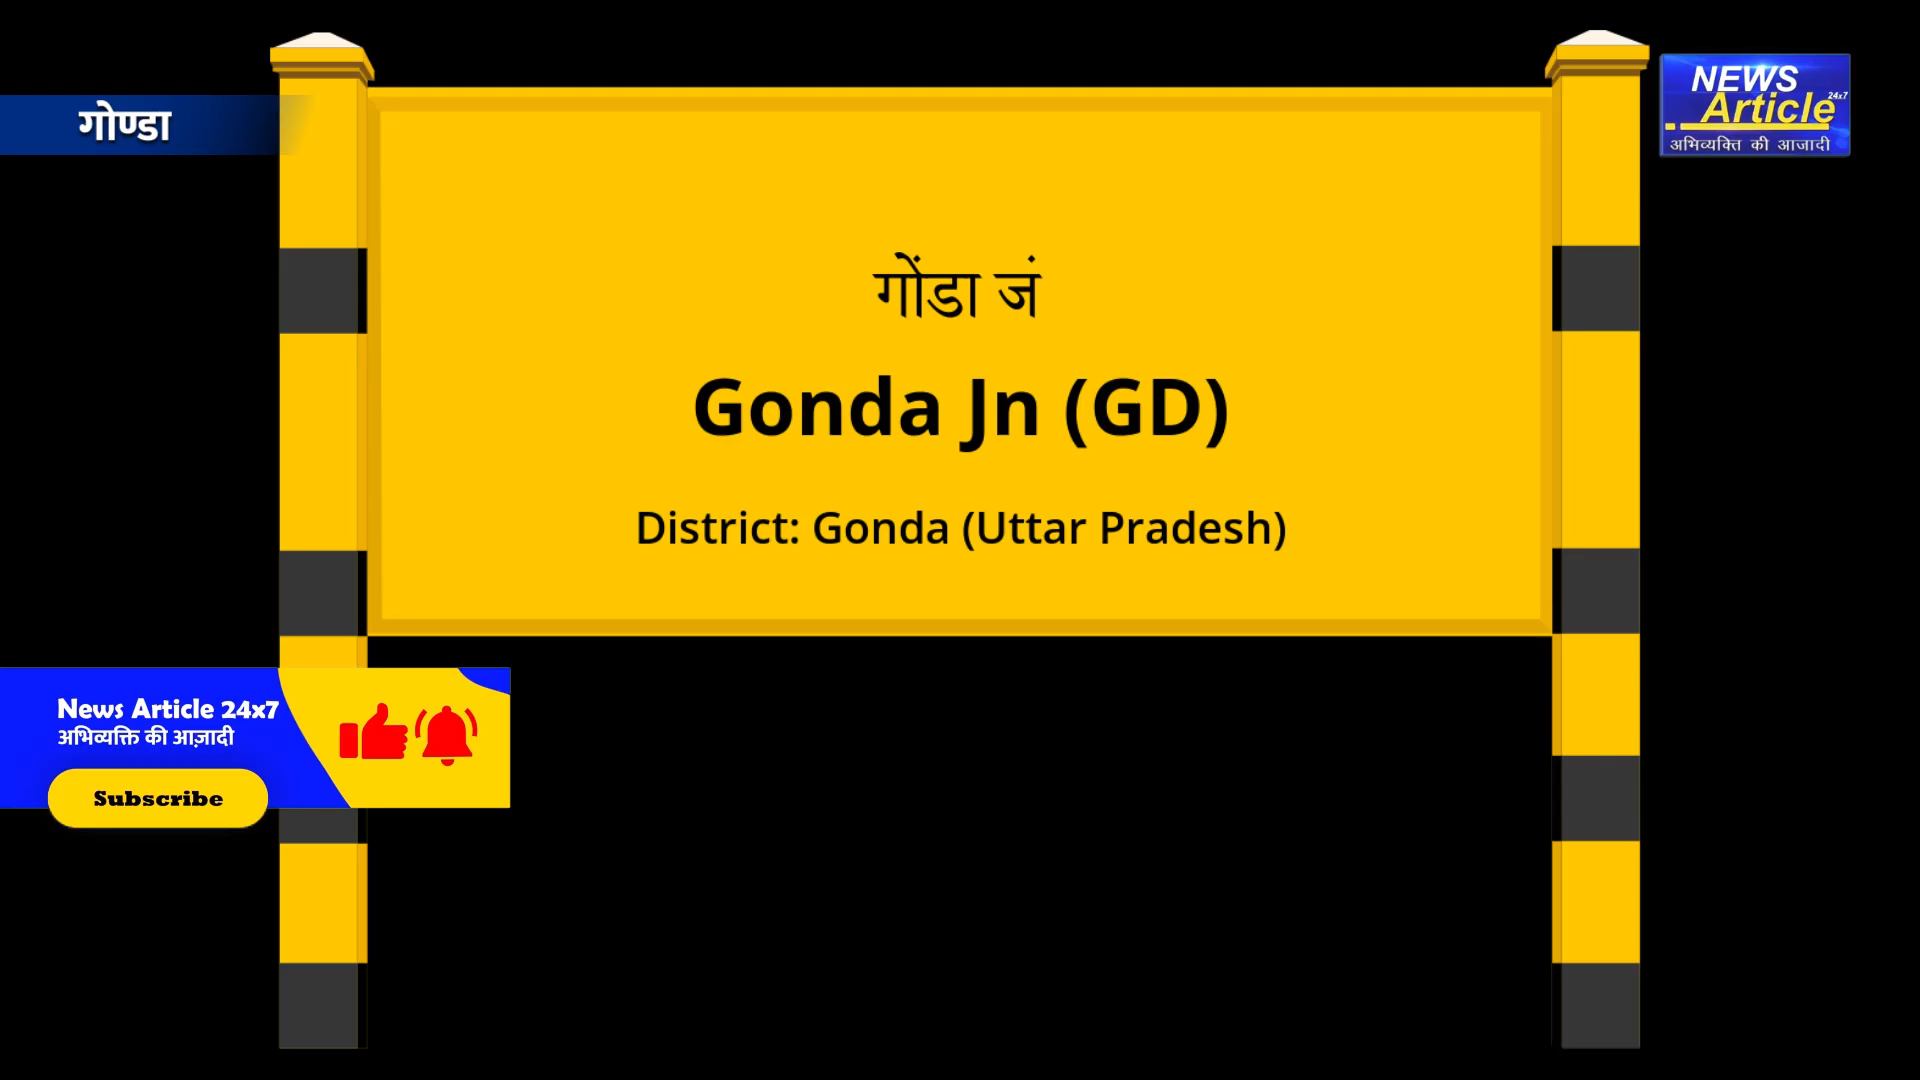 गोण्डा
NEWS
Article 24x7
अभिव्यक्ति की आजादी
गोंडा जं
Gonda Jn (GD)
District: Gonda (Uttar Pradesh)
News Article 24x7
अभिव्यक्ति की आज़ादी
Subscribe